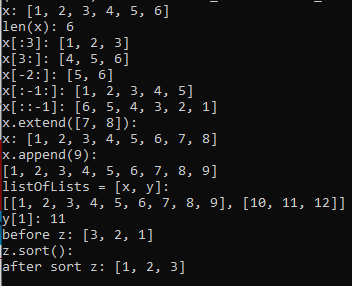 x: [1, 2, 3, 4, 5, 6]
len(x): 6
x[:3]: [1, 2, 3]
x[3:]: [4, 5, 6]
x[-2:]: [5, 6]
x[:-1:]: [1, 2, 3, 4, 5]
x[::-1]: [6, 5, 4, 3, 2, 1]
x.extend([7, 8]):
x: [1, 2, 3, 4, 5, 6, 7, 8]
x.append(9):
[1, 2, 3, 4, 5, 6, 7, 8, 9]
listOfLists = [x, y]:
[[1, 2, 3, 4, 5, 6, 7, 8, 9], [10, 11, 12]]
y[1]: 11
before z: [3, 2, 1]
z.sort():
after sort z: [1, 2, 3]